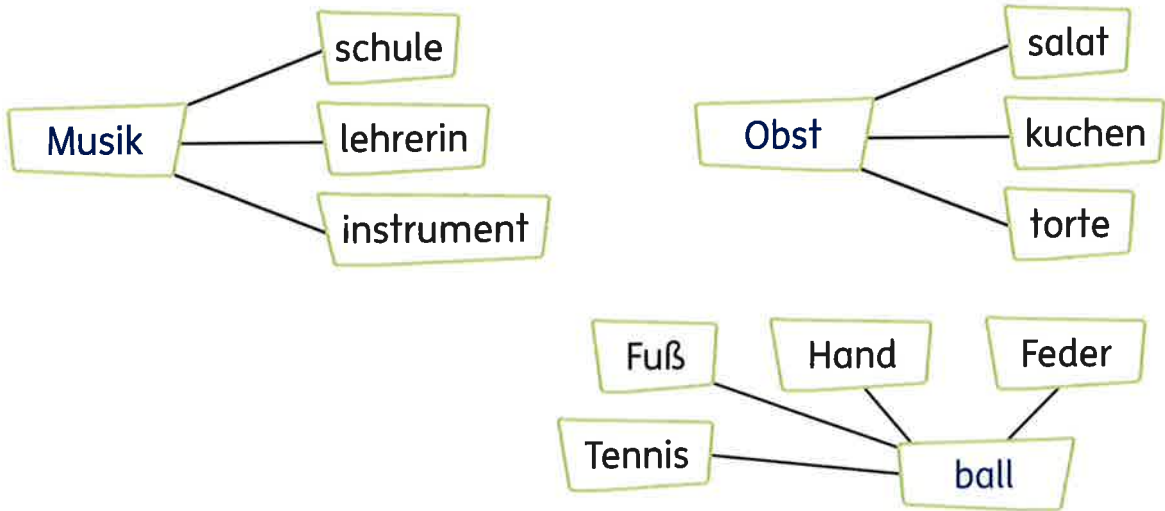 schule
Musik
lehrerin
instrument
salat
Obst
kuchen
torte
Fuß
Hand
Feder
Tennis
ball